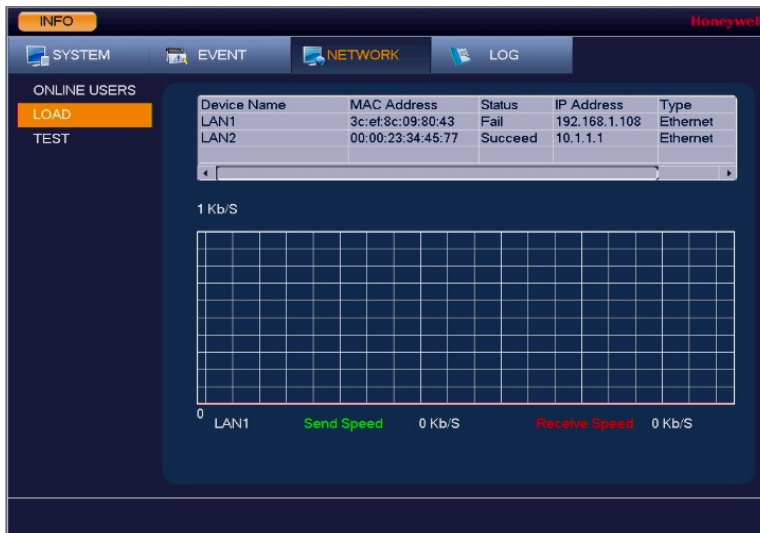 INFO
Honeywell
SYSTEM EVENT NETWORK LOG
ONLINE USERS
LOAD
TEST
Device Name MAC Address Status IP Address Type
LAN1 3c:ef:8c:09:80:43 Fail 192.168.1.108 Ethernet
LAN2 00:00:23:34:45:77 Succeed 10.1.1.1 Ethernet
1 Kb/S
0
LAN1 Send Speed 0 Kb/S Receive Speed 0 Kb/S